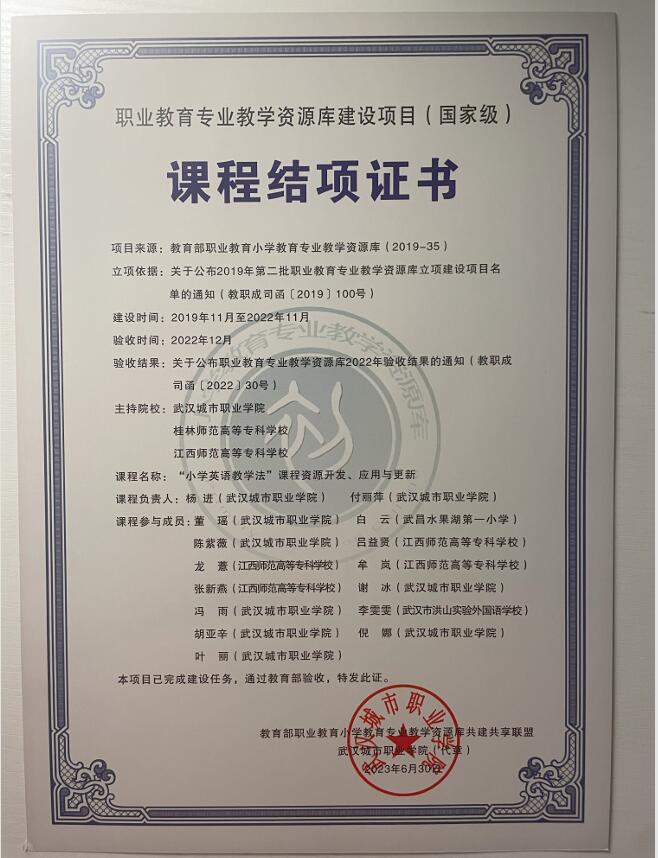 职业教育专业教学资源库建设项目（国家级）
课程结项证书
项目来源：教育部职业教育小学教育专业教学资源库（2019-35）
立项依据：关于公布2019年第二批职业教育专业教学资源库立项建设项目名
单的通知（教职成司函〔2019〕100号）
建设时间：2019年11月至2022年11月
验收时间：2022年12月
验收结果：关于公布职业教育专业教学资源库2022年验收结果的通知（教职成
司函〔2022〕30号）
主持院校：武汉城市职业学院
桂林师范高等专科学校
江西师范高等专科学校
课程名称：“小学英语教学法”课程资源开发、应用与更新
课程负责人：杨 进（武汉城市职业学院） 付丽萍（武汉城市职业学院）
课程参与成员：董 瑶（武汉城市职业学院） 白 云（武昌水果湖第一小学）
陈紫薇（武汉城市职业学院） 吕益贤（江西师范高等专科学校）
龙 薏（江西师范高等专科学校） 牟 岚（江西师范高等专科学校）
张新燕（江西师范高等专科学校） 谢 冰（武汉城市职业学院）
冯 雨（武汉城市职业学院） 李雯雯（武汉市洪山实验外国语学校）
胡亚辛（武汉城市职业学院） 倪 娜（武汉城市职业学院）
叶 丽（武汉城市职业学院）
本项目已完成建设任务，通过教育部验收，特发此证。
教育部职业教育小学教育专业教学资源库共建共享联盟
武汉城市职业学院（代章）
2023年6月30日
武汉城市职业学院